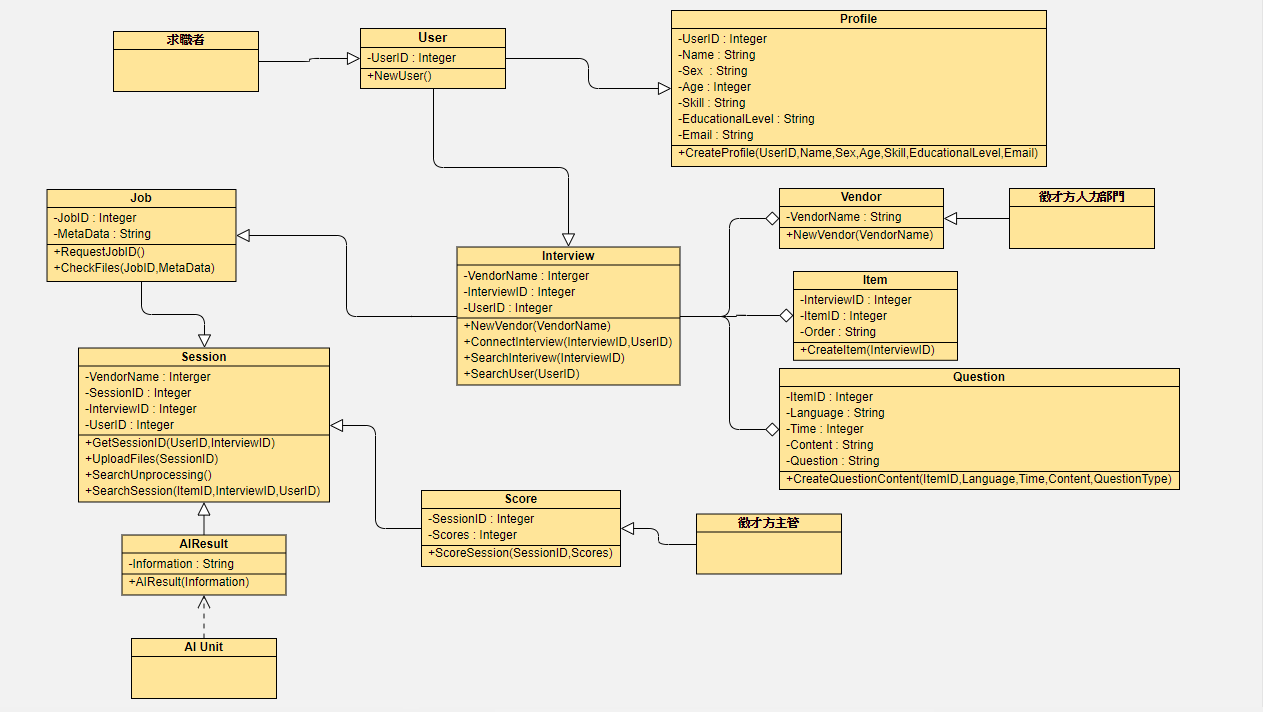 求職者
User
-UserID : Integer
+NewUser()
Profile
-UserID : Integer
-Name : String
-Sex : String
-Age : Integer
-Skill : String
-EducationalLevel : String
-Email : String
+CreateProfile(UserID,Name,Sex,Age,Skill,EducationalLevel,Email)
Job
-JobID : Integer
-MetaData : String
+RequestJobID()
+CheckFiles(JobID,MetaData)
Interview
-VendorName : Interger
-InterviewID : Integer
-UserID : Integer
+NewVendor(VendorName)
+ConnectInterview(InterviewID,UserID)
+SearchInterivew(InterviewID)
+SearchUser(UserID)
Vendor
-VendorName : String
+NewVendor(VendorName)
徵才方人力部門
Item
-InterviewID : Integer
-ItemID : Integer
-Order : String
+CreateItem(InterviewID)
Question
-ItemID : Integer
-Language : String
-Time : Integer
-Content : String
-Question : String
+CreateQuestionContent(ItemID,Language,Time,Content,QuestionType)
Session
-VendorName : Interger
-SessionID : Integer
-InterviewID : Integer
-UserID : Integer
+GetSessionID(UserID,InterviewID)
+UploadFiles(SessionID)
+SearchUnprocessing()
+SearchSession(ItemID,InterviewID,UserID)
Score
-SessionID : Integer
-Scores : Integer
+ScoreSession(SessionID,Scores)
徵才方主管
AIResult
-Information : String
+AIResult(Information)
AI Unit